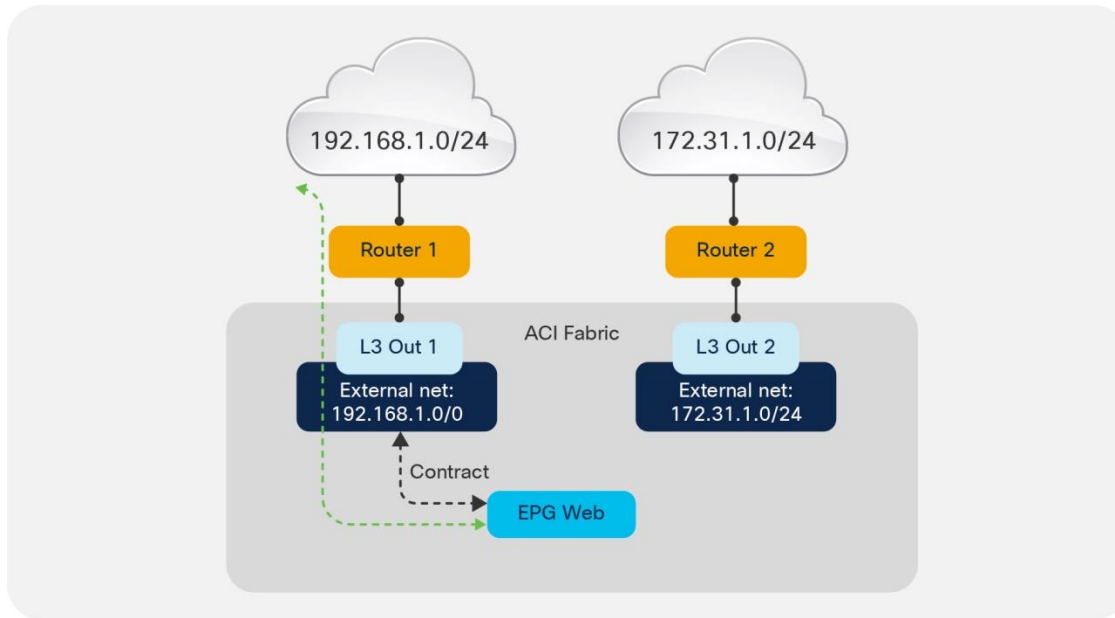 192.168.1.0/24
172.31.1.0/24
Router 1
Router 2
ACI Fabric
L3 Out 1
L3 Out 2
External net:
192.168.1.0/0
External net:
172.31.1.0/24
Contract
EPG Web